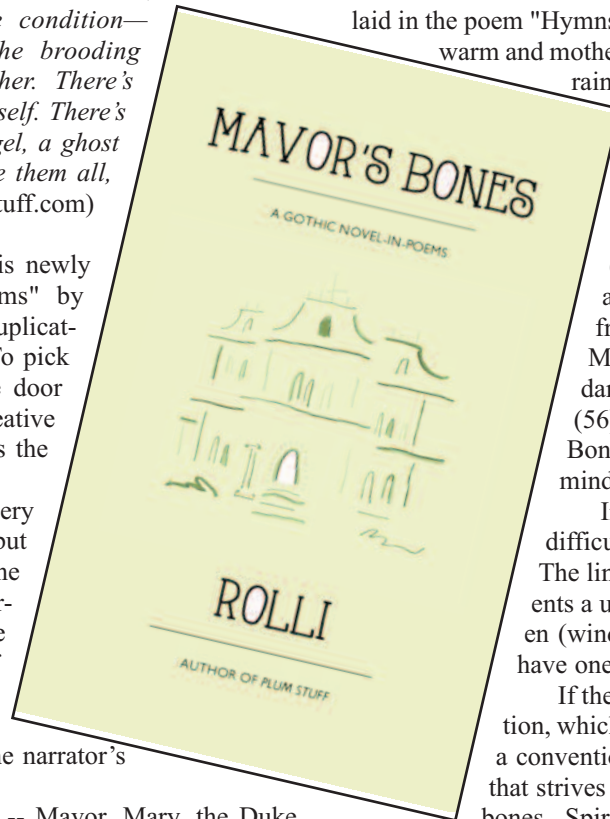 condition—
he brooding
her. There's
self. There's
gel, a ghost
e them all,
tuff.com)
is newly
ms" by
uplicat-
o pick
door
eative
s the
ery
out
ne
r-
e
ne narrator's
-- Mavor, Mary, the Duke
MAVOR'S BONES
A GOTHIC NOVEL-IN-POEMS
ROLLI
AUTHOR OF PLUM STUFF
laid in the poem "Hymns
warm and mothe
rain
a
fr
M
dar
(56
Bon
mind
I
difficu
The lin
ents a u
en (wind
have one
If the
tion, which
a conventio
that strives
bones. Spir